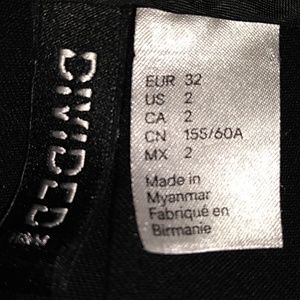 DIVIDED
EUR 32
US 2
CA 2
CN 155/60A
MX 2
Made in
Myanmar
Fabriqué en
Birmanie